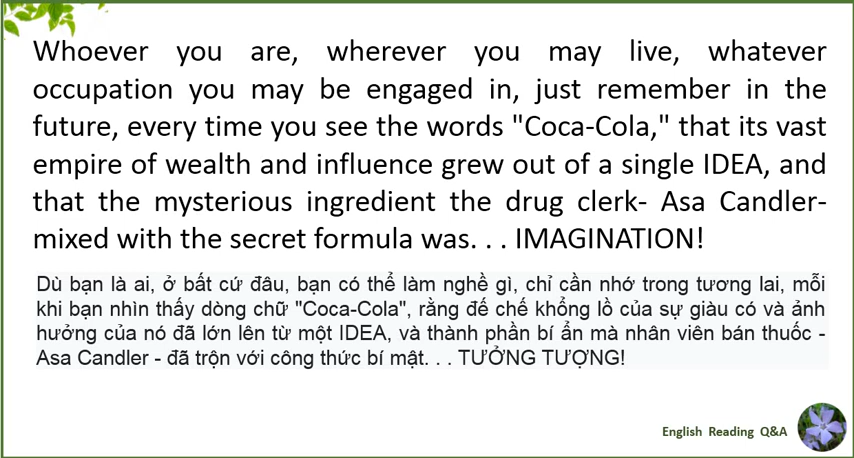 Whoever you are, wherever you may live, whatever
occupation you may be engaged in, just remember in the
future, every time you see the words "Coca-Cola," that its vast
empire of wealth and influence grew out of a single IDEA, and
that the mysterious ingredient the drug clerk- Asa Candler-
mixed with the secret formula was. . . IMAGINATION!
Dù bạn là ai, ở bất cứ đâu, bạn có thể làm nghề gì, chỉ cần nhớ trong tương lai, mỗi
khi bạn nhìn thấy dòng chữ "Coca-Cola", rằng đế chế khổng lồ của sự giàu có và ảnh
hưởng của nó đã lớn lên từ một IDEA, và thành phần bí ẩn mà nhân viên bán thuốc -
Asa Candler - đã trộn với công thức bí mật. . . TƯỞNG TƯỢNG!
English Reading Q&A